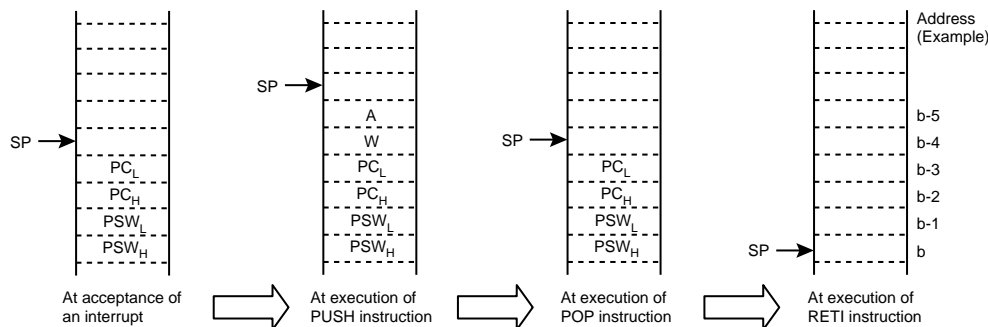 Address
(Example)
SP
A
b-5
SP
W
SP
b-4
PC_L
PC_L
PC_L
b-3
PC_H
PC_H
PC_H
b-2
PSW_L
PSW_L
PSW_L
b-1
PSW_H
PSW_H
PSW_H
SP
b
At acceptance of
an interrupt
At execution of
PUSH instruction
At execution of
POP instruction
At execution of
RETI instruction